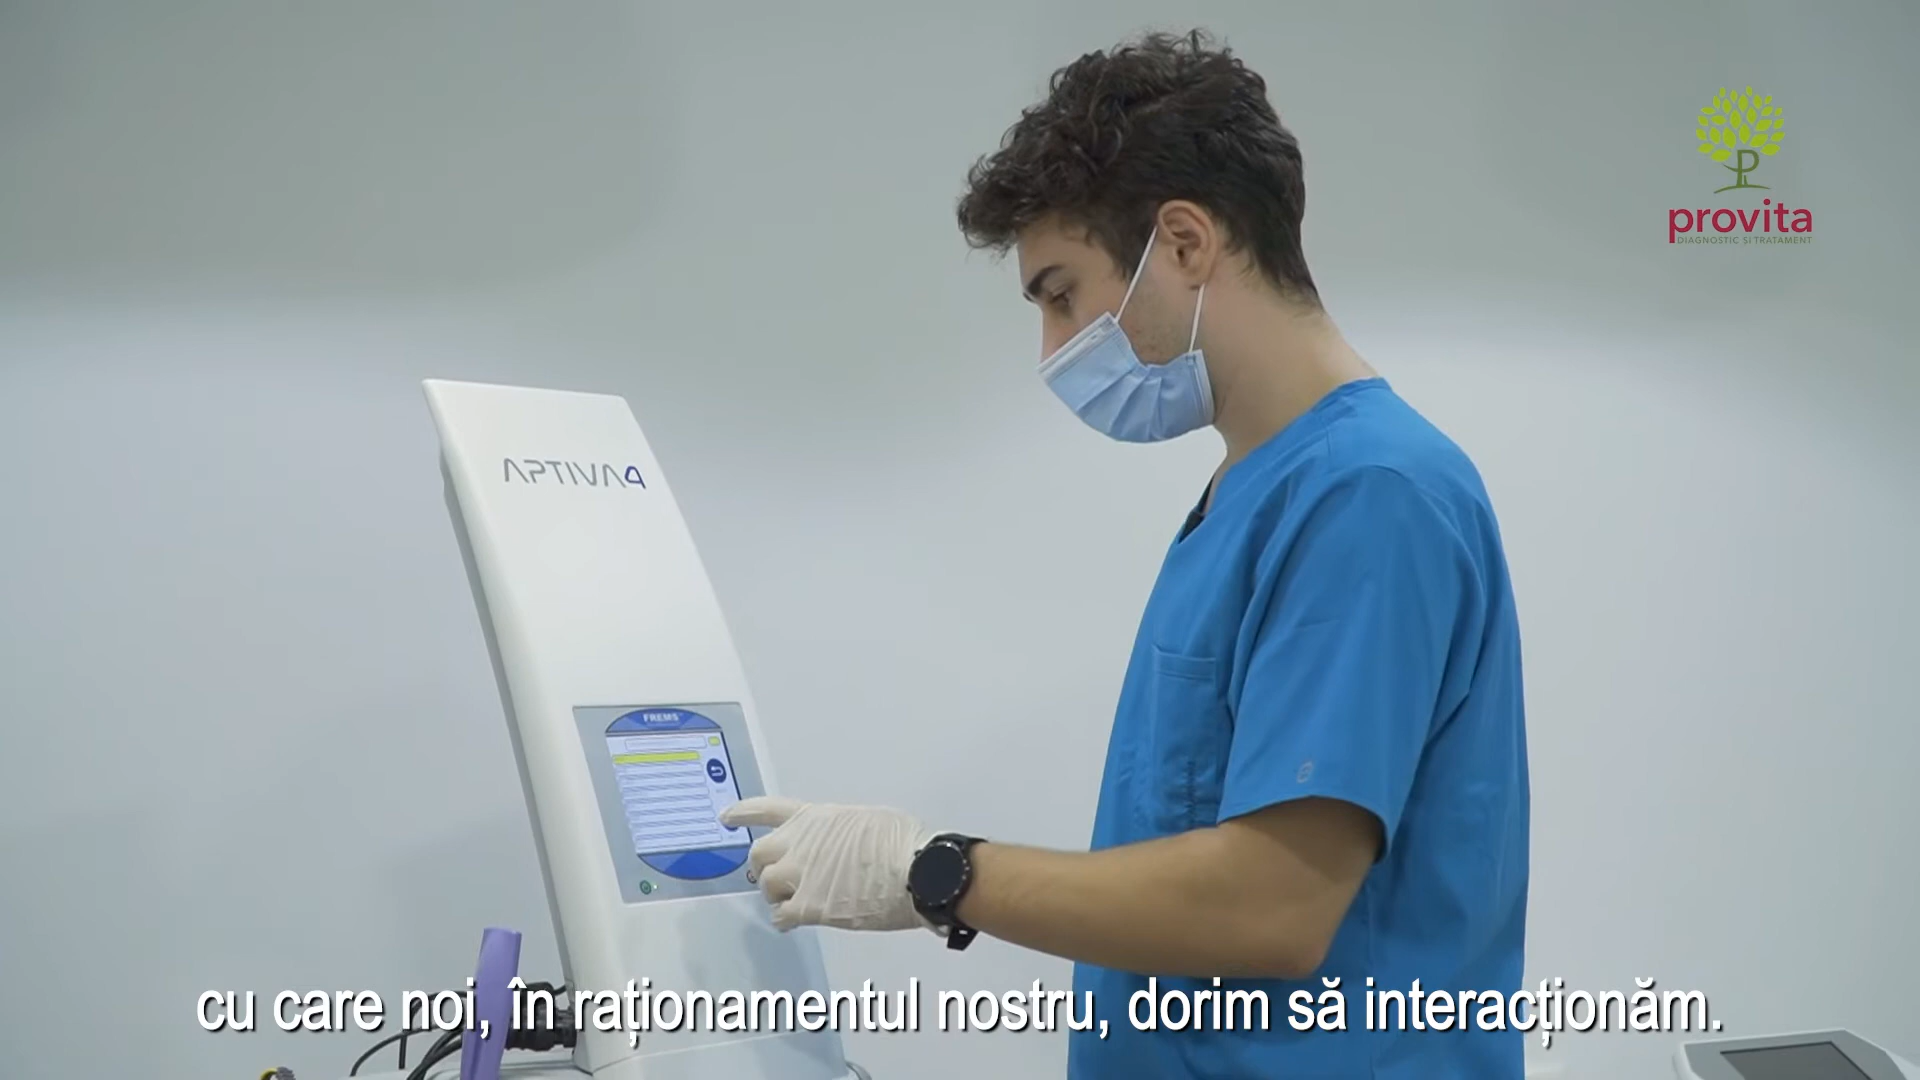 provita
DIAGNOSTIC ȘI TRATAMENT
APTIVA4
FREMS
cu care noi, în raționamentul nostru, dorim să interacționăm.